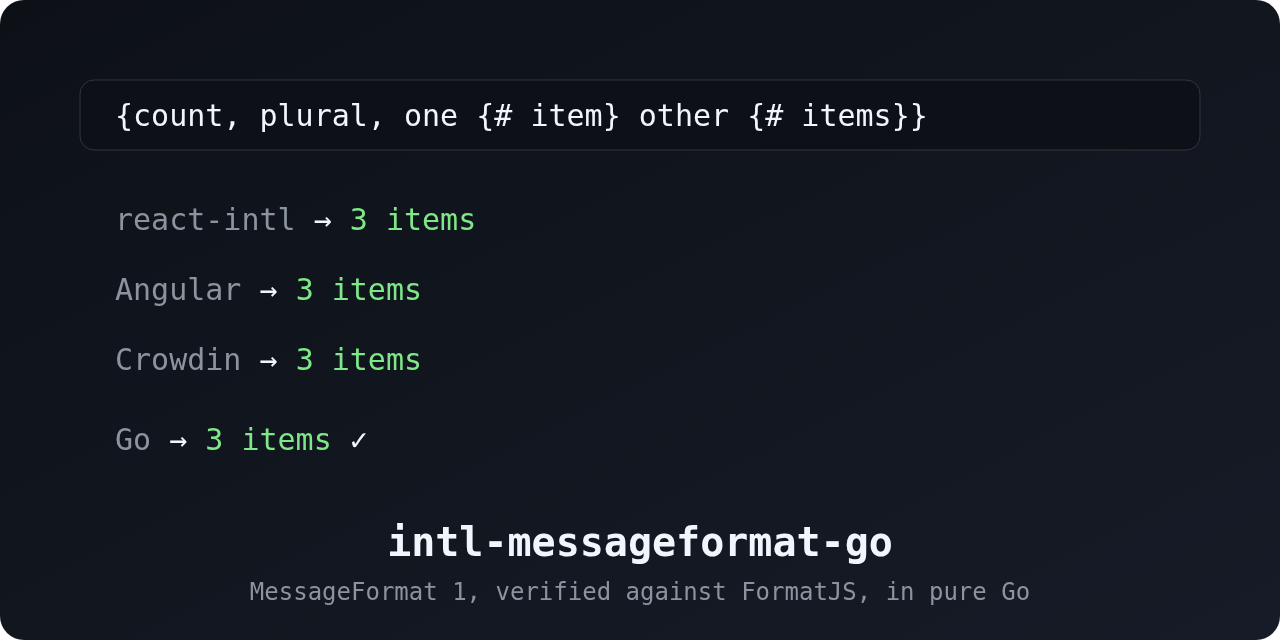 {count, plural, one {# item} other {# items}}
react-intl → 3 items
Angular → 3 items
Crowdin → 3 items
Go → 3 items ✓
intl-messageformat-go
MessageFormat 1, verified against FormatJS, in pure Go